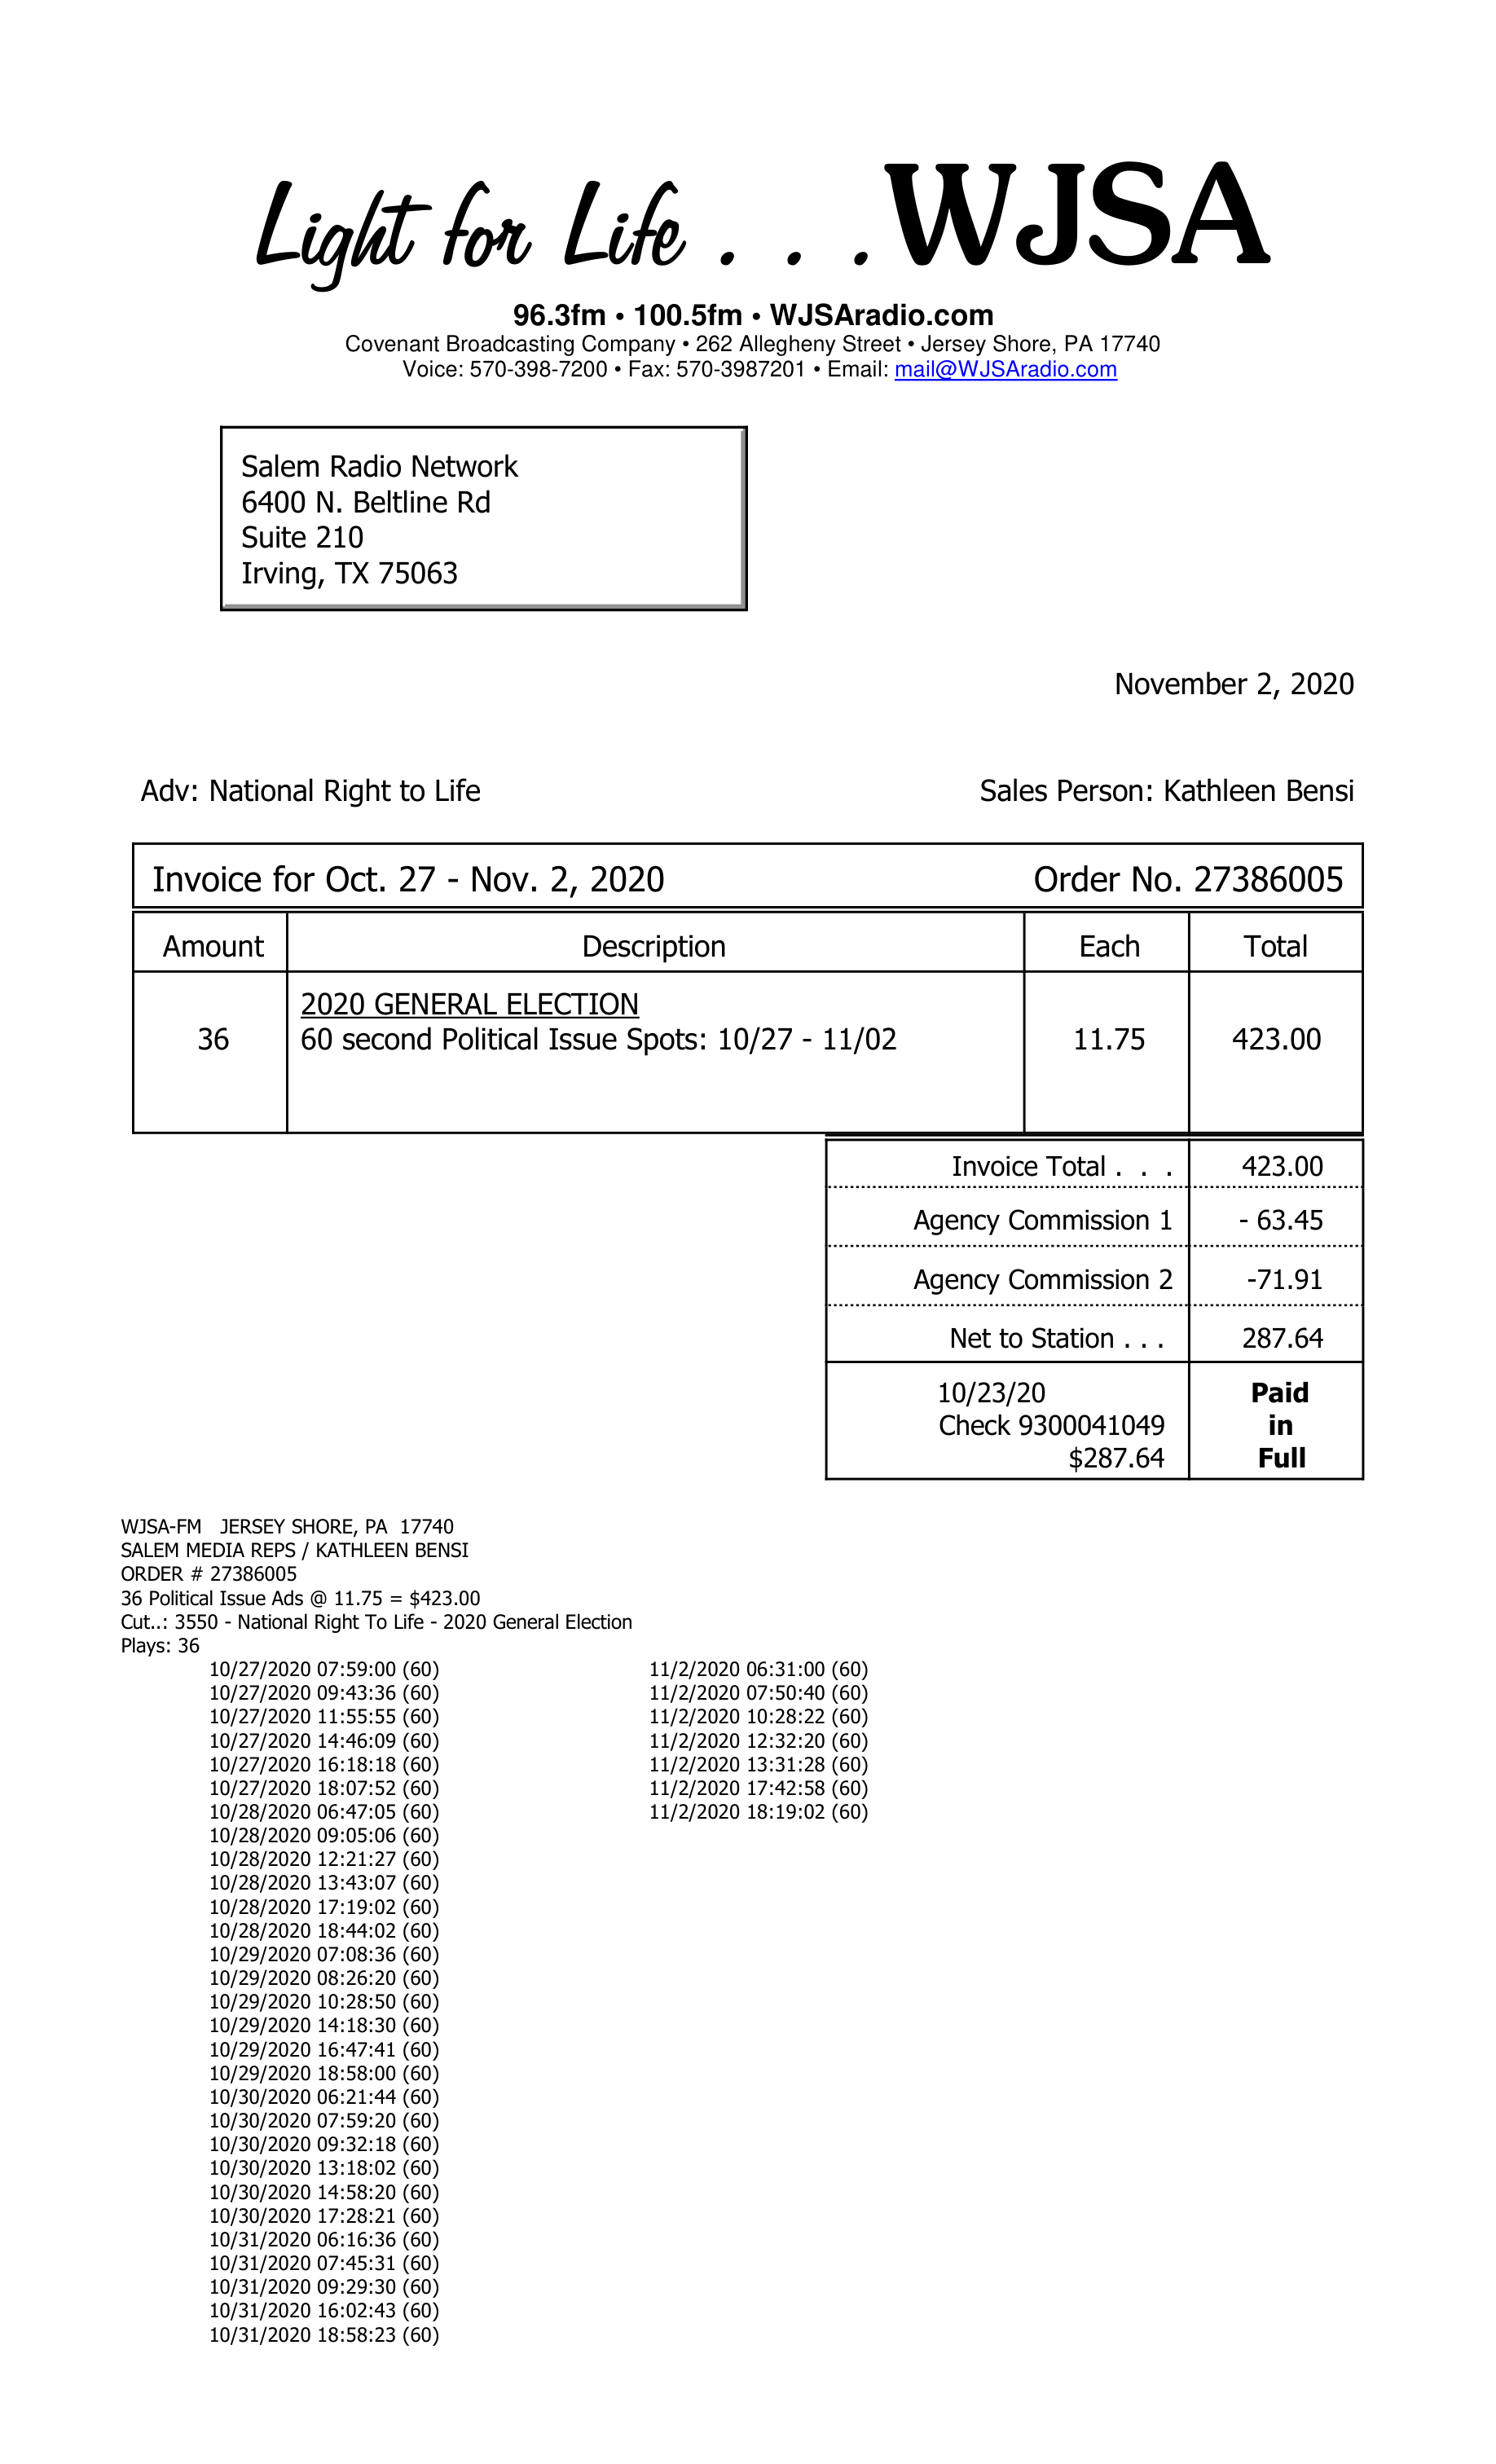 Light for Life . . .WJSA
96.3fm • 100.5fm • WJSAradio.com
Covenant Broadcasting Company • 262 Allegheny Street • Jersey Shore, PA 17740
Voice: 570-398-7200 • Fax: 570-3987201 • Email: mail@WJSAradio.com
Salem Radio Network
6400 N. Beltline Rd
Suite 210
Irving, TX 75063
November 2, 2020
Adv: National Right to Life Sales Person: Kathleen Bensi
Invoice for Oct. 27 - Nov. 2, 2020 Order No. 27386005
Amount Description Each Total
2020 GENERAL ELECTION
36 60 second Political Issue Spots: 10/27 - 11/02 11.75 423.00
Invoice Total . . . 423.00
Agency Commission 1 - 63.45
Agency Commission 2 -71.91
Net to Station . . . 287.64
10/23/20 Paid
Check 9300041049 in
$287.64 Full
WJSA-FM JERSEY SHORE, PA 17740
SALEM MEDIA REPS / KATHLEEN BENSI
ORDER # 27386005
36 Political Issue Ads @ 11.75 = $423.00
Cut..: 3550 - National Right To Life - 2020 General Election
Plays: 36
10/27/2020 07:59:00 (60)
10/27/2020 09:43:36 (60)
10/27/2020 11:55:55 (60)
10/27/2020 14:46:09 (60)
10/27/2020 16:18:18 (60)
10/27/2020 18:07:52 (60)
10/28/2020 06:47:05 (60)
10/28/2020 09:05:06 (60)
10/28/2020 12:21:27 (60)
10/28/2020 13:43:07 (60)
10/28/2020 17:19:02 (60)
10/28/2020 18:44:02 (60)
10/29/2020 07:08:36 (60)
10/29/2020 08:26:20 (60)
10/29/2020 10:28:50 (60)
10/29/2020 14:18:30 (60)
10/29/2020 16:47:41 (60)
10/29/2020 18:58:00 (60)
10/30/2020 06:21:44 (60)
10/30/2020 07:59:20 (60)
10/30/2020 09:32:18 (60)
10/30/2020 13:18:02 (60)
10/30/2020 14:58:20 (60)
10/30/2020 17:28:21 (60)
10/31/2020 06:16:36 (60)
10/31/2020 07:45:31 (60)
10/31/2020 09:29:30 (60)
10/31/2020 16:02:43 (60)
10/31/2020 18:58:23 (60)
11/2/2020 06:31:00 (60)
11/2/2020 07:50:40 (60)
11/2/2020 10:28:22 (60)
11/2/2020 12:32:20 (60)
11/2/2020 13:31:28 (60)
11/2/2020 17:42:58 (60)
11/2/2020 18:19:02 (60)